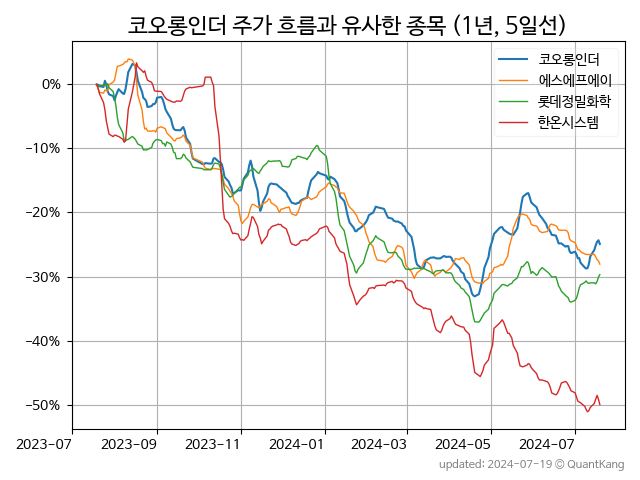 코오롱인더 주가 흐름과 유사한 종목 (1년, 5일선)
코오롱인더
에스에프에이
롯데정밀화학
한온시스템
0%
−10%
−20%
−30%
−40%
−50%
2023-07 2023-09 2023-11 2024-01 2024-03 2024-05 2024-07
updated: 2024-07-19 © QuantKang